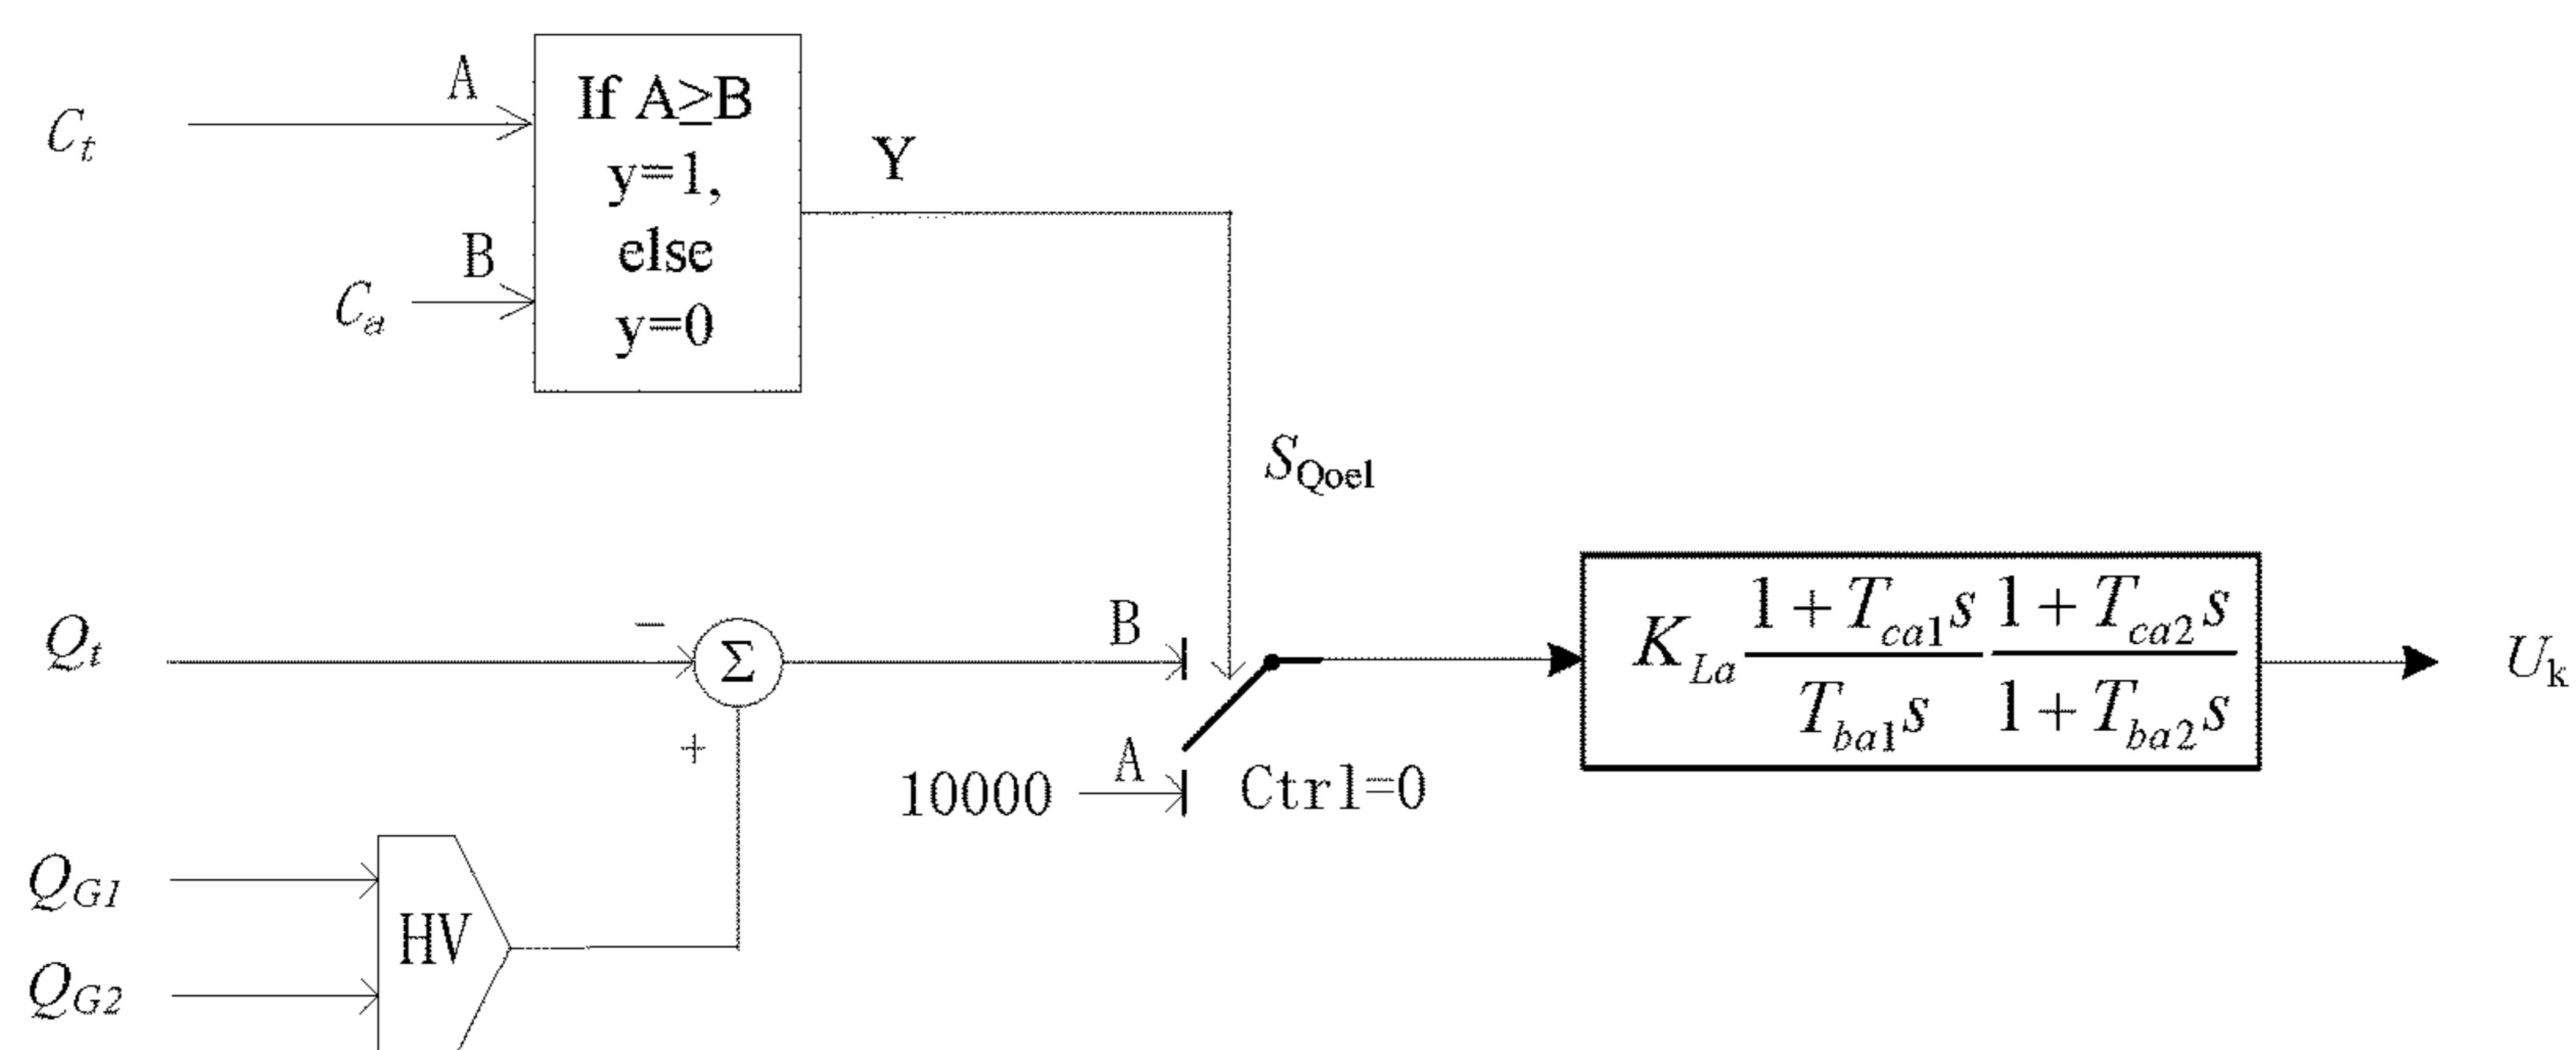 C_t
A
B
C_a
If A≥B
y=1,
else
y=0
Y
S_Qoel
Q_t
−
Σ
+
B
A
10000
Ctrl=0
K_La (1+T_ca1 s)/(T_ba1 s) (1+T_ca2 s)/(1+T_ba2 s)
U_k
Q_G1
Q_G2
HV